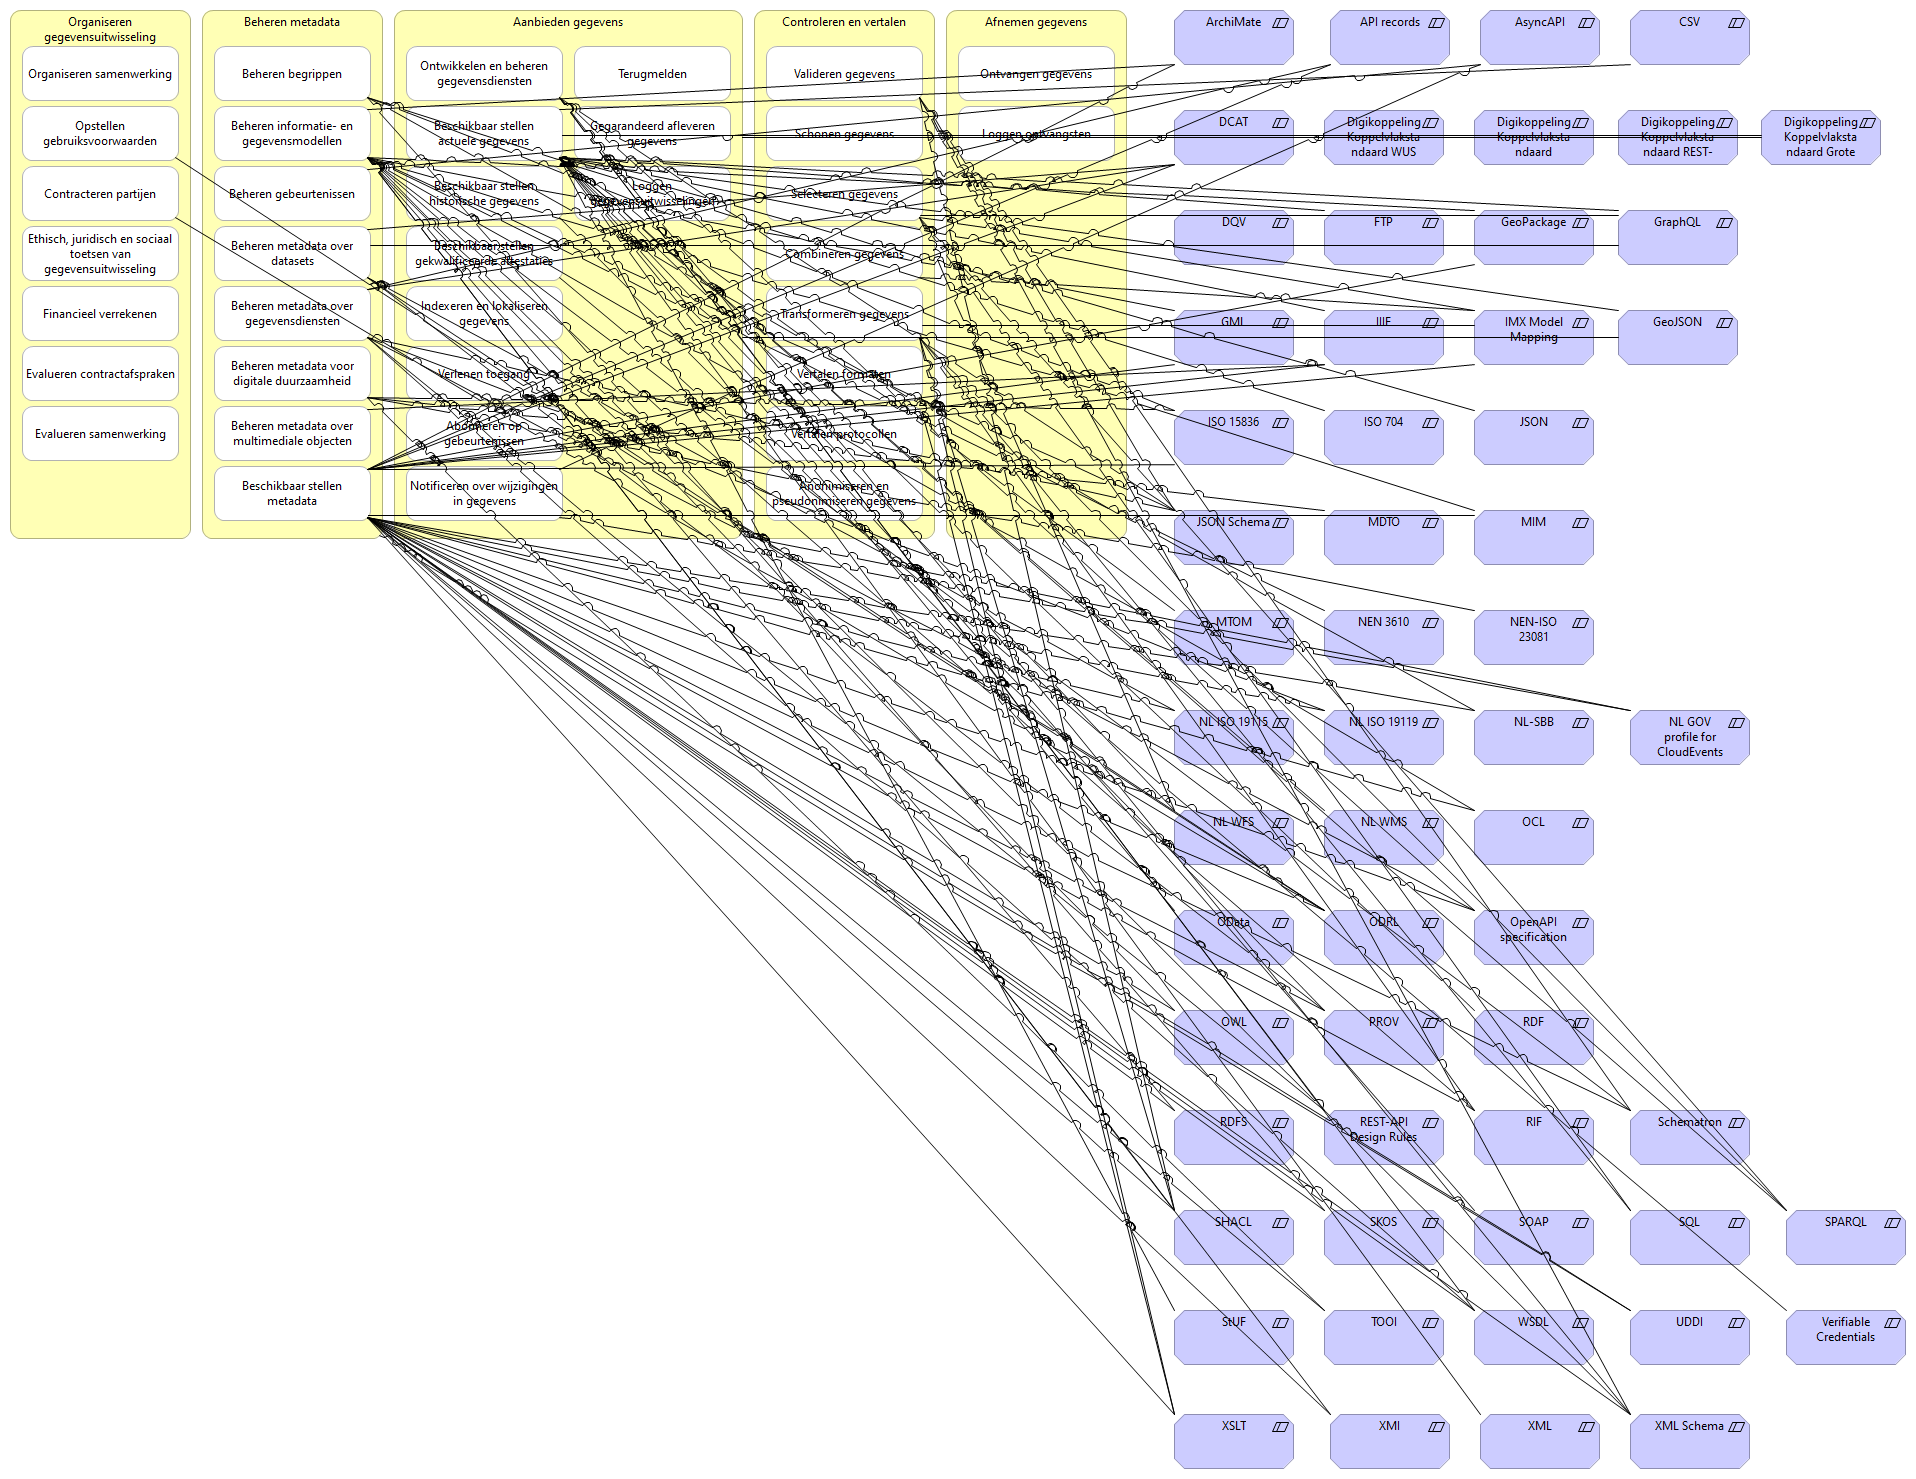 Organiseren
gegevensuitwisseling
Organiseren samenwerking
Opstellen
gebruiksvoorwaarden
Contracteren partijen
Ethisch, juridisch en sociaal
toetsen van
gegevensuitwisseling
Financieel verrekenen
Evalueren contractafspraken
Evalueren samenwerking
Beheren metadata
Beheren begrippen
Beheren informatie- en
gegevensmodellen
Beheren gebeurtenissen
Beheren metadata over
datasets
Beheren metadata over
gegevensdiensten
Beheren metadata voor
digitale duurzaamheid
Beheren metadata over
multimediale objecten
Beschikbaar stellen
metadata
Aanbieden gegevens
Ontwikkelen en beheren
gegevensdiensten
Beschikbaar stellen
actuele gegevens
Beschikbaar stellen
historische gegevens
Beschikbaar stellen
gekwalificeerde attestaties
Indexeren en lokaliseren
gegevens
Verlenen toegang
Abonneren op
gebeurtenissen
Notificeren over wijzigingen
in gegevens
Terugmelden
Gegarandeerd afleveren
gegevens
Loggen
gegevensuitwisselingen
Controleren en vertalen
Valideren gegevens
Schonen gegevens
Selecteren gegevens
Combineren gegevens
Transformeren gegevens
Vertalen formaten
Vertalen protocollen
Anonimiseren en
pseudonimiseren gegevens
Afnemen gegevens
Ontvangen gegevens
Loggen ontvangsten
ArchiMate
API records
AsyncAPI
CSV
DCAT
Digikoppeling
Koppelvlaksta
ndaard WUS
Digikoppeling
Koppelvlaksta
ndaard
Digikoppeling
Koppelvlaksta
ndaard REST-
Digikoppeling
Koppelvlaksta
ndaard Grote
DQV
FTP
GeoPackage
GraphQL
GML
IIIF
IMX Model
Mapping
GeoJSON
ISO 15836
ISO 704
JSON
JSON Schema
MDTO
MIM
MTOM
NEN 3610
NEN-ISO
23081
NL ISO 19115
NL ISO 19119
NL-SBB
NL GOV
profile for
CloudEvents
NL WFS
NL WMS
OCL
OData
ODRL
OpenAPI
specification
OWL
PROV
RDF
RDFS
REST-API
Design Rules
RIF
Schematron
SHACL
SKOS
SOAP
SQL
SPARQL
StUF
TOOI
WSDL
UDDI
Verifiable
Credentials
XSLT
XMI
XML
XML Schema